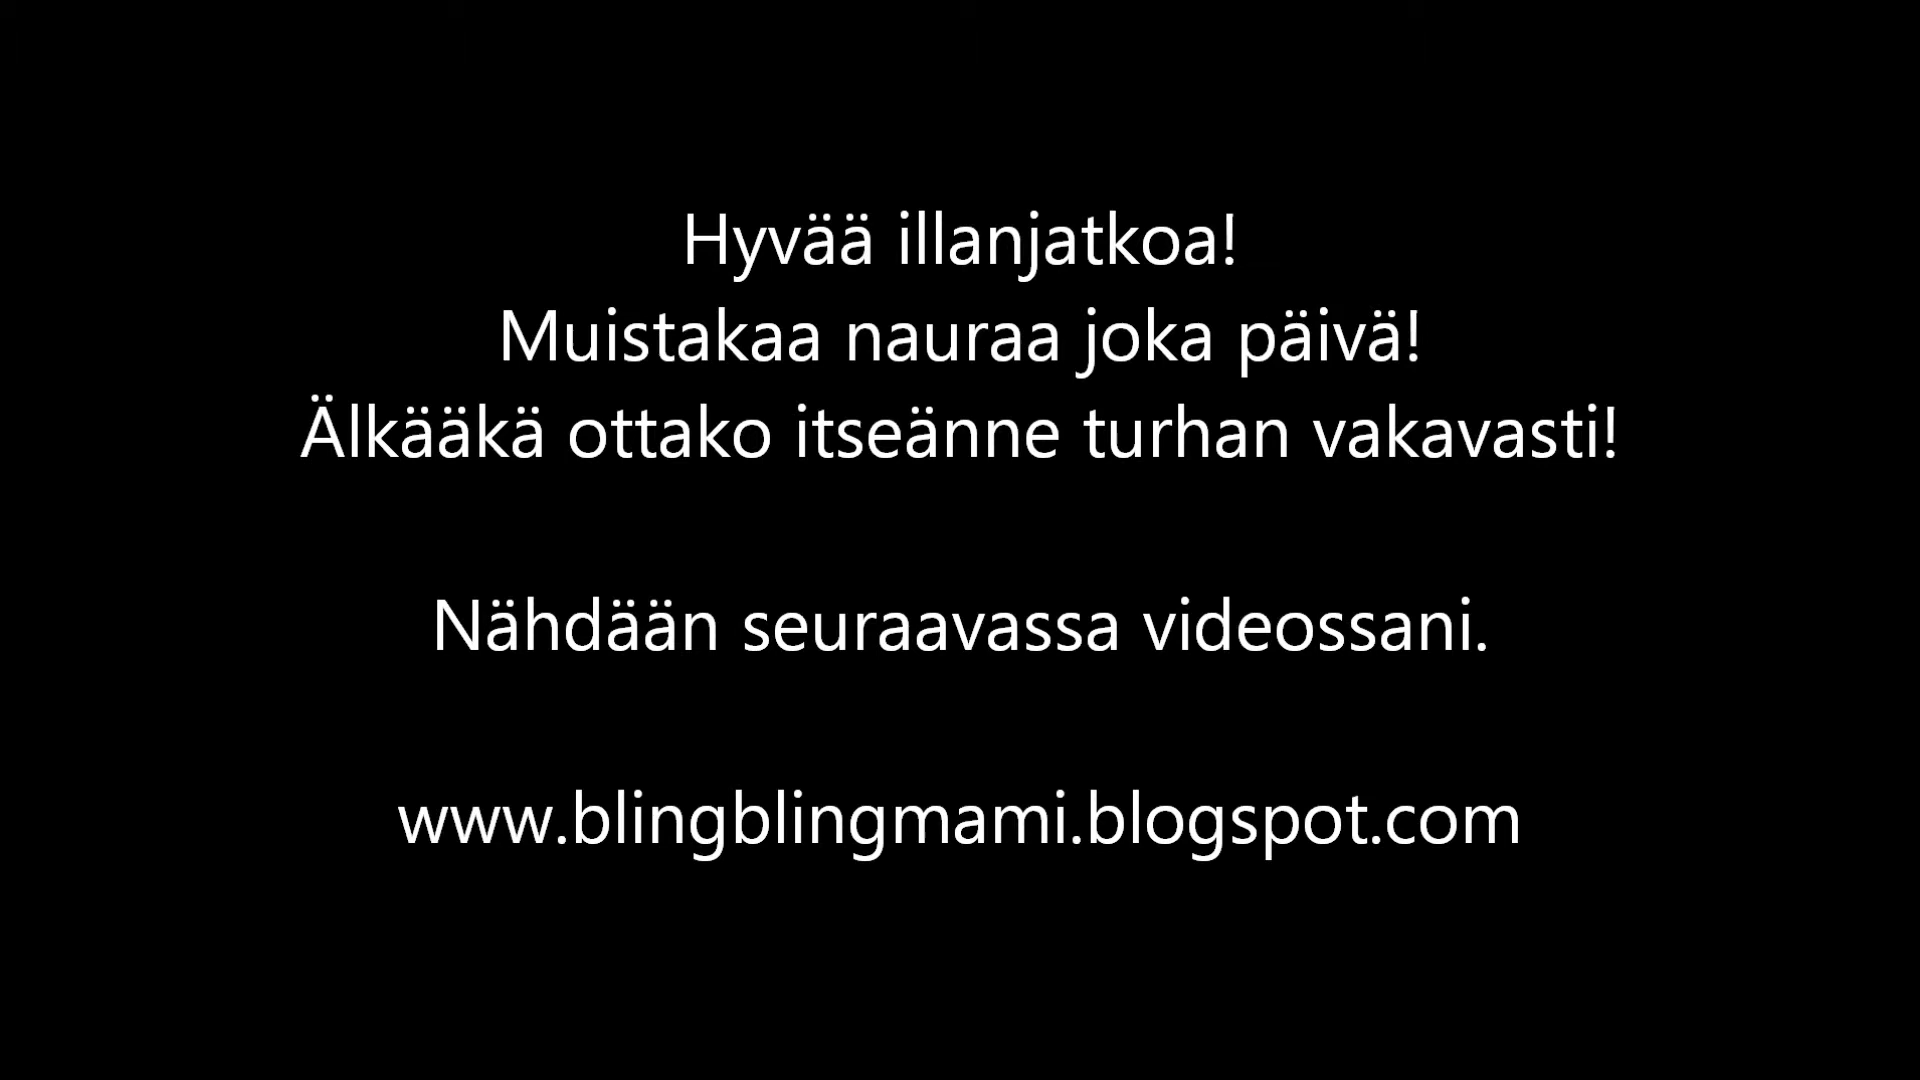 Hyvää illanjatkoa!
Muistakaa nauraa joka päivä!
Älkääkä ottako itseänne turhan vakavasti!
Nähdään seuraavassa videossani.
www.blingblingmami.blogspot.com